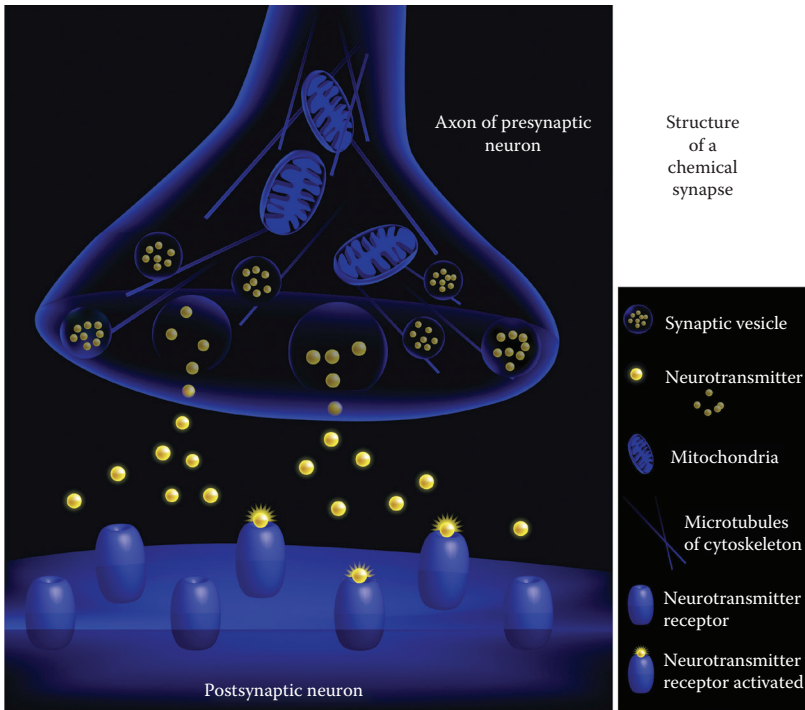 Axon of presynaptic
neuron
Postsynaptic neuron
Structure
of a
chemical
synapse
Synaptic vesicle
Neurotransmitter
Mitochondria
Microtubules
of cytoskeleton
Neurotransmitter
receptor
Neurotransmitter
receptor activated